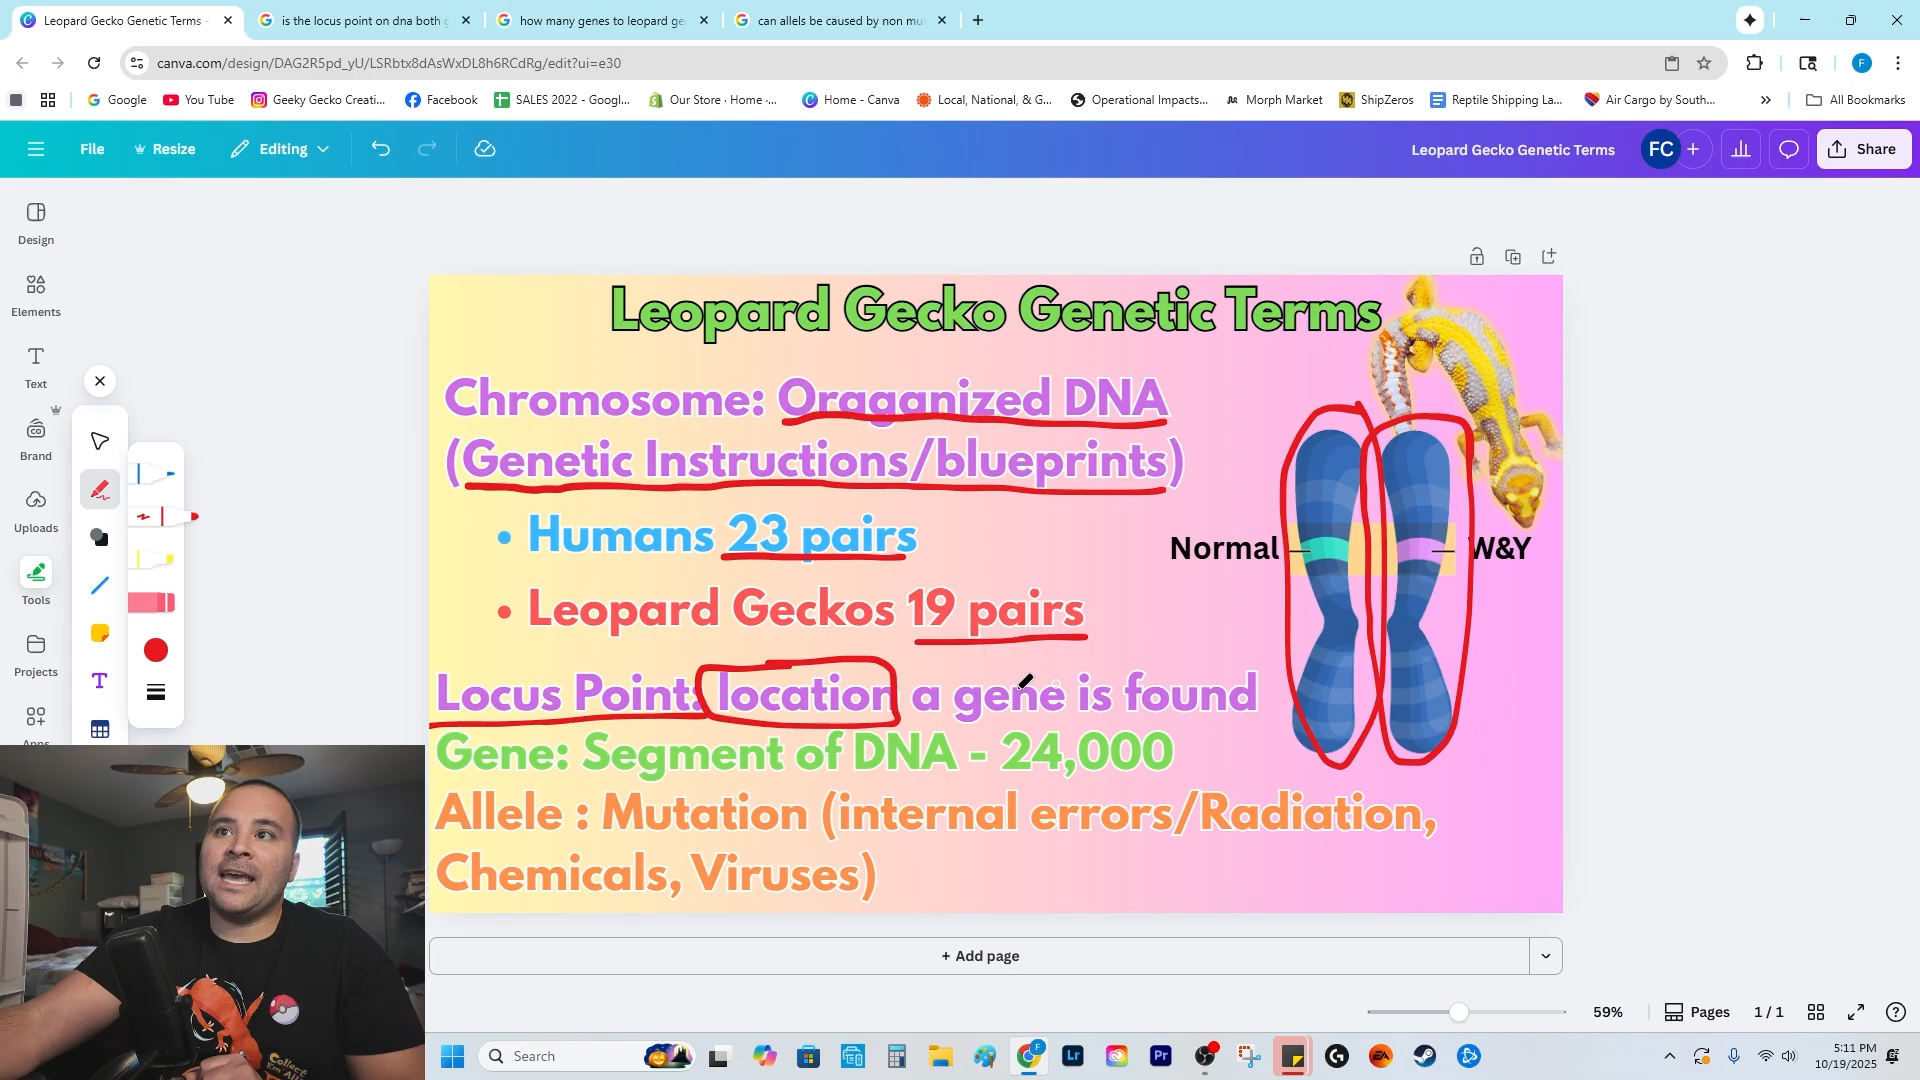 Leopard Gecko Genetic Terms -
is the locus point on dna both g
how many genes to leopard ge
can allels be caused by non mu
canva.com/design/DAG2R5pd_yU/LSRbtx8dAsWxDL8h6RCdRg/edit?ui=e30
F
Google
You Tube
Geeky Gecko Creati...
Facebook
SALES 2022 - Googl...
Our Store · Home ·...
Home - Canva
Local, National, & G...
Operational Impacts...
Morph Market
ShipZeros
Reptile Shipping La...
Air Cargo by South...
All Bookmarks
File
Resize
Editing
Leopard Gecko Genetic Terms
FC
Share
Design
Elements
Text
Brand
Uploads
Tools
Projects
Apps
Leopard Gecko Genetic Terms
Chromosome: Oraganized DNA
(Genetic Instructions/blueprints)
• Humans 23 pairs
• Leopard Geckos 19 pairs
Normal
W&Y
Locus Point: location a gene is found
Gene: Segment of DNA - 24,000
Allele : Mutation (internal errors/Radiation,
Chemicals, Viruses)
+ Add page
59%
Pages
1 / 1
Search
5:11 PM
10/19/2025